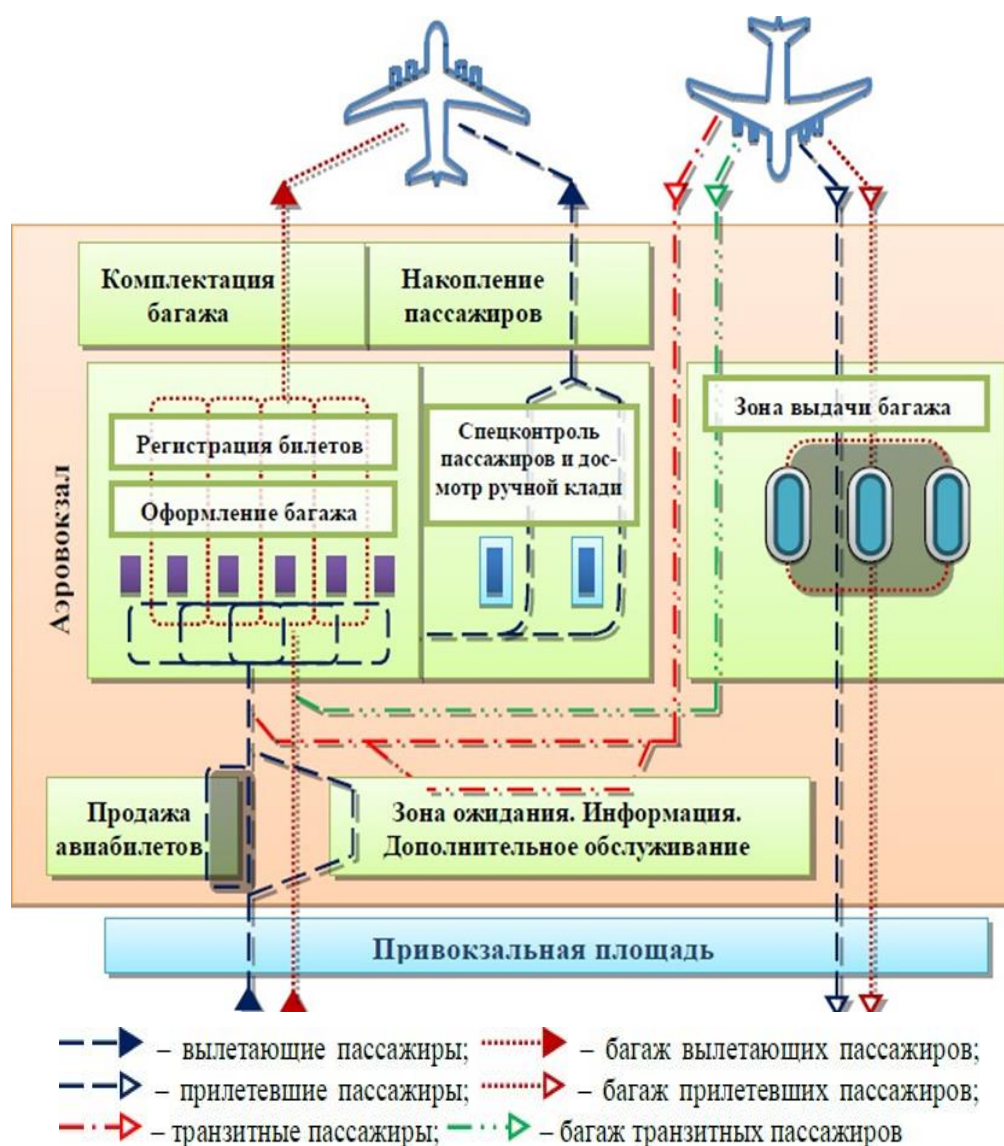 Комплектация
багажа
Накопление
пассажиров
Аэровокзал
Регистрация билетов
Оформление багажа
Спецконтроль
пассажиров и дос-
мотр ручной клади
Зона выдачи багажа
Продажа
авиабилетов
Зона ожидания. Информация.
Дополнительное обслуживание
Привокзальная площадь
– вылетающие пассажиры; – багаж вылетающих пассажиров;
– прилетевшие пассажиры; – багаж прилетевших пассажиров;
– транзитные пассажиры; – багаж транзитных пассажиров